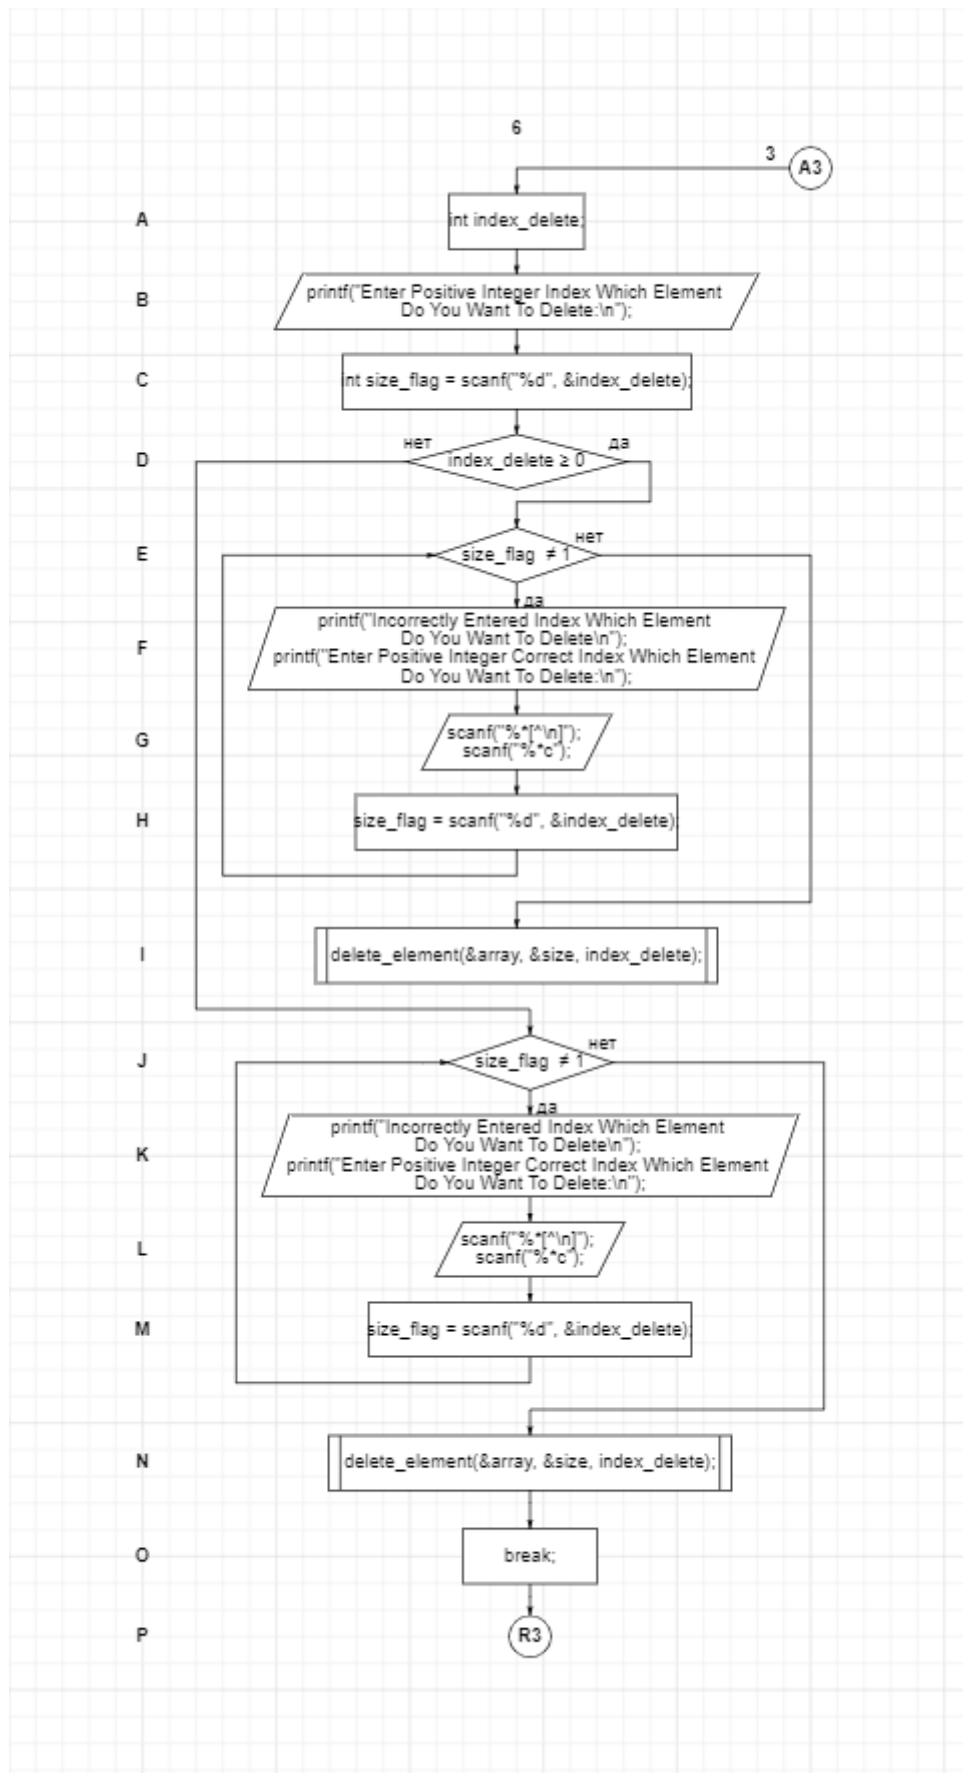 6
3
A3
A
int index_delete;
B
printf("Enter Positive Integer Index Which Element
Do You Want To Delete:\n");
C
int size_flag = scanf("%d", &index_delete);
D
нет
да
index_delete ≥ 0
E
size_flag ≠ 1
нет
да
F
printf("Incorrectly Entered Index Which Element
Do You Want To Delete\n");
printf("Enter Positive Integer Correct Index Which Element
Do You Want To Delete:\n");
G
scanf("%*[^\n]");
scanf("%*c");
H
size_flag = scanf("%d", &index_delete);
I
delete_element(&array, &size, index_delete);
J
size_flag ≠ 1
нет
да
K
printf("Incorrectly Entered Index Which Element
Do You Want To Delete\n");
printf("Enter Positive Integer Correct Index Which Element
Do You Want To Delete:\n");
L
scanf("%*[^\n]");
scanf("%*c");
M
size_flag = scanf("%d", &index_delete);
N
delete_element(&array, &size, index_delete);
O
break;
P
R3